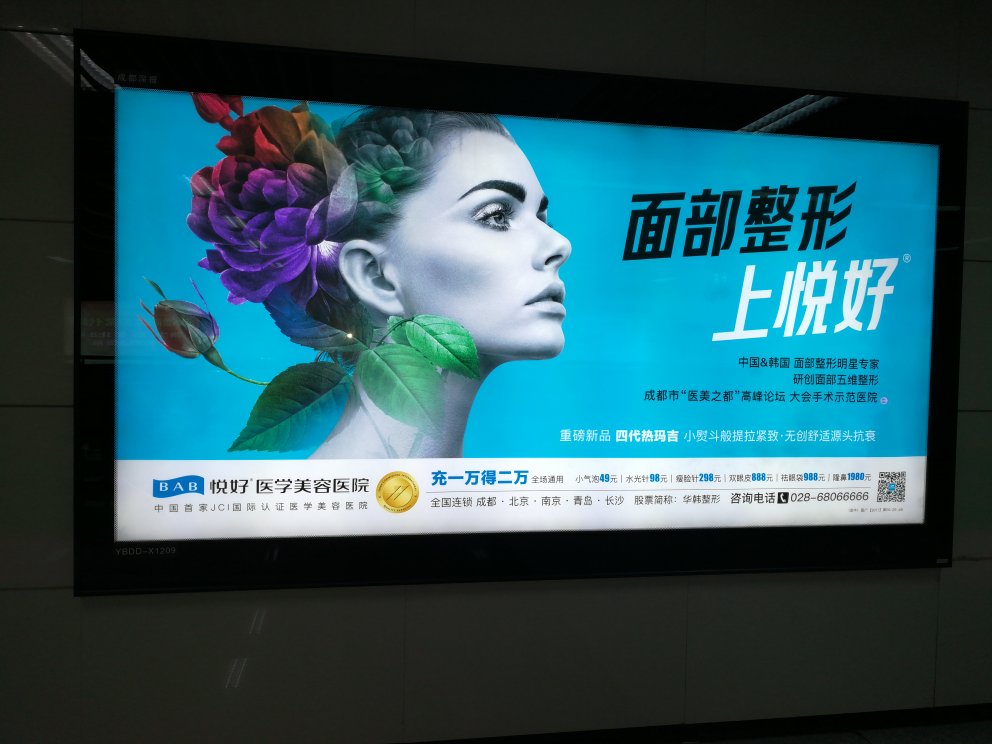 成都深报
面部整形
上悦好®
中国&韩国 面部整形明星专家
研创面部五维整形
成都市“医美之都”高峰论坛 大会手术示范医院
重磅新品 四代热玛吉 小熨斗般提拉紧致·无创舒适源头抗衰
BAB 悦好®医学美容医院
中国首家JCI国际认证医学美容医院
充一万得二万 全场通用 小气泡49元|水光针98元|瘦脸针298元|双眼皮888元|祛眼袋988元|隆鼻1980元
全国连锁 成都·北京·南京·青岛·长沙 股票简称:华韩整形 咨询电话 028-68066666
YBDD-X1209